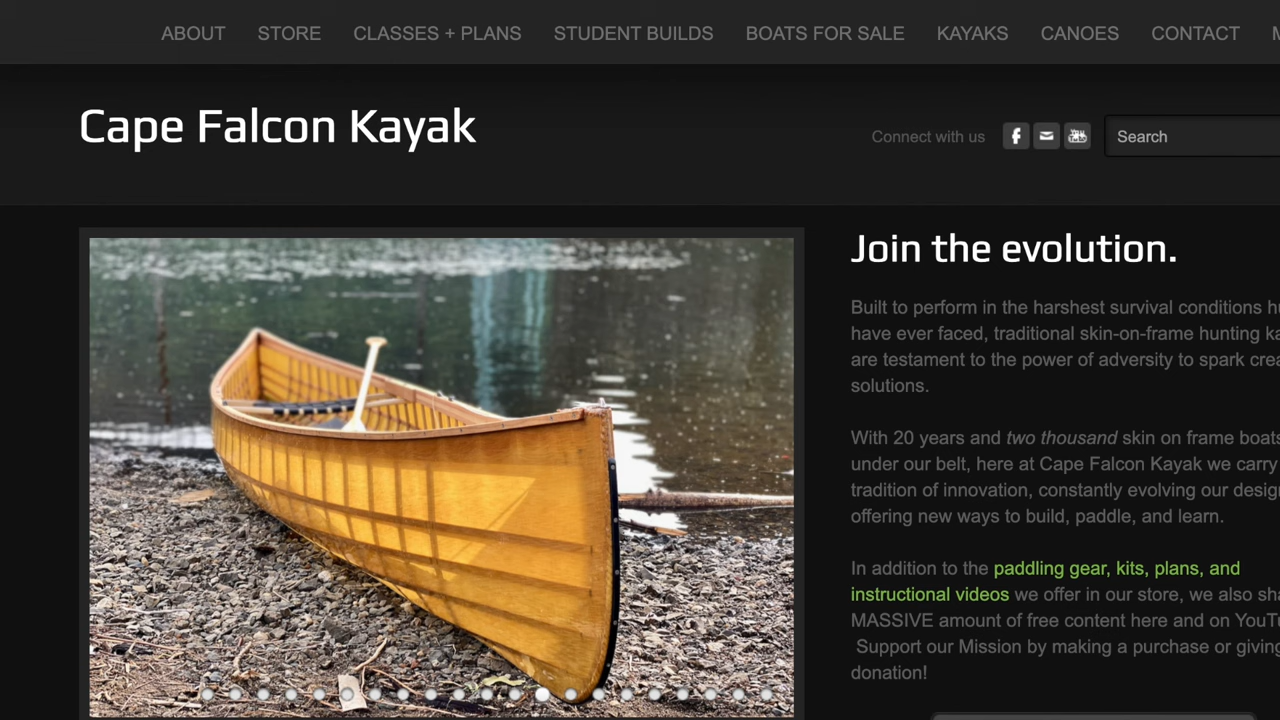 ABOUT STORE CLASSES + PLANS STUDENT BUILDS BOATS FOR SALE KAYAKS CANOES CONTACT
Cape Falcon Kayak
Connect with us
Search
Join the evolution.
Built to perform in the harshest survival conditions
have ever faced, traditional skin-on-frame hunting
are testament to the power of adversity to spark
solutions.
With 20 years and two thousand skin on frame boats
under our belt, here at Cape Falcon Kayak we carry
tradition of innovation, constantly evolving our
offering new ways to build, paddle, and learn.
In addition to the paddling gear, kits, plans, and
instructional videos we offer in our store, we also
MASSIVE amount of free content here and on
Support our Mission by making a purchase or giving
donation!